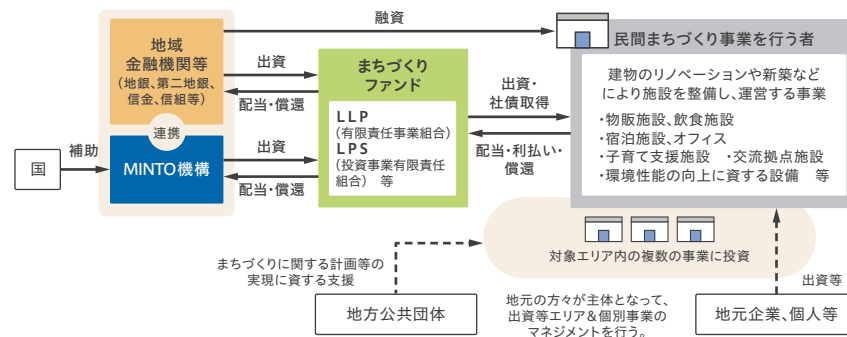 融資
地域
金融機関等
(地銀、第二地銀、
信金、信組等)
連携
MINTO機構
国
補助
出資
配当・償還
出資
配当・償還
まちづくり
ファンド
LLP
(有限責任事業組合)
LPS
(投資事業有限責任
組合) 等
出資・
社債取得
配当・利払い・
償還
民間まちづくり事業を行う者
建物のリノベーションや新築など
により施設を整備し、運営する事業
・物販施設、飲食施設
・宿泊施設、オフィス
・子育て支援施設 ・交流拠点施設
・環境性能の向上に資する設備 等
対象エリア内の複数の事業に投資
まちづくりに関する計画等の
実現に資する支援
地方公共団体
地元の方々が主体となって、
出資等エリア&個別事業の
マネジメントを行う。
出資等
地元企業、個人等